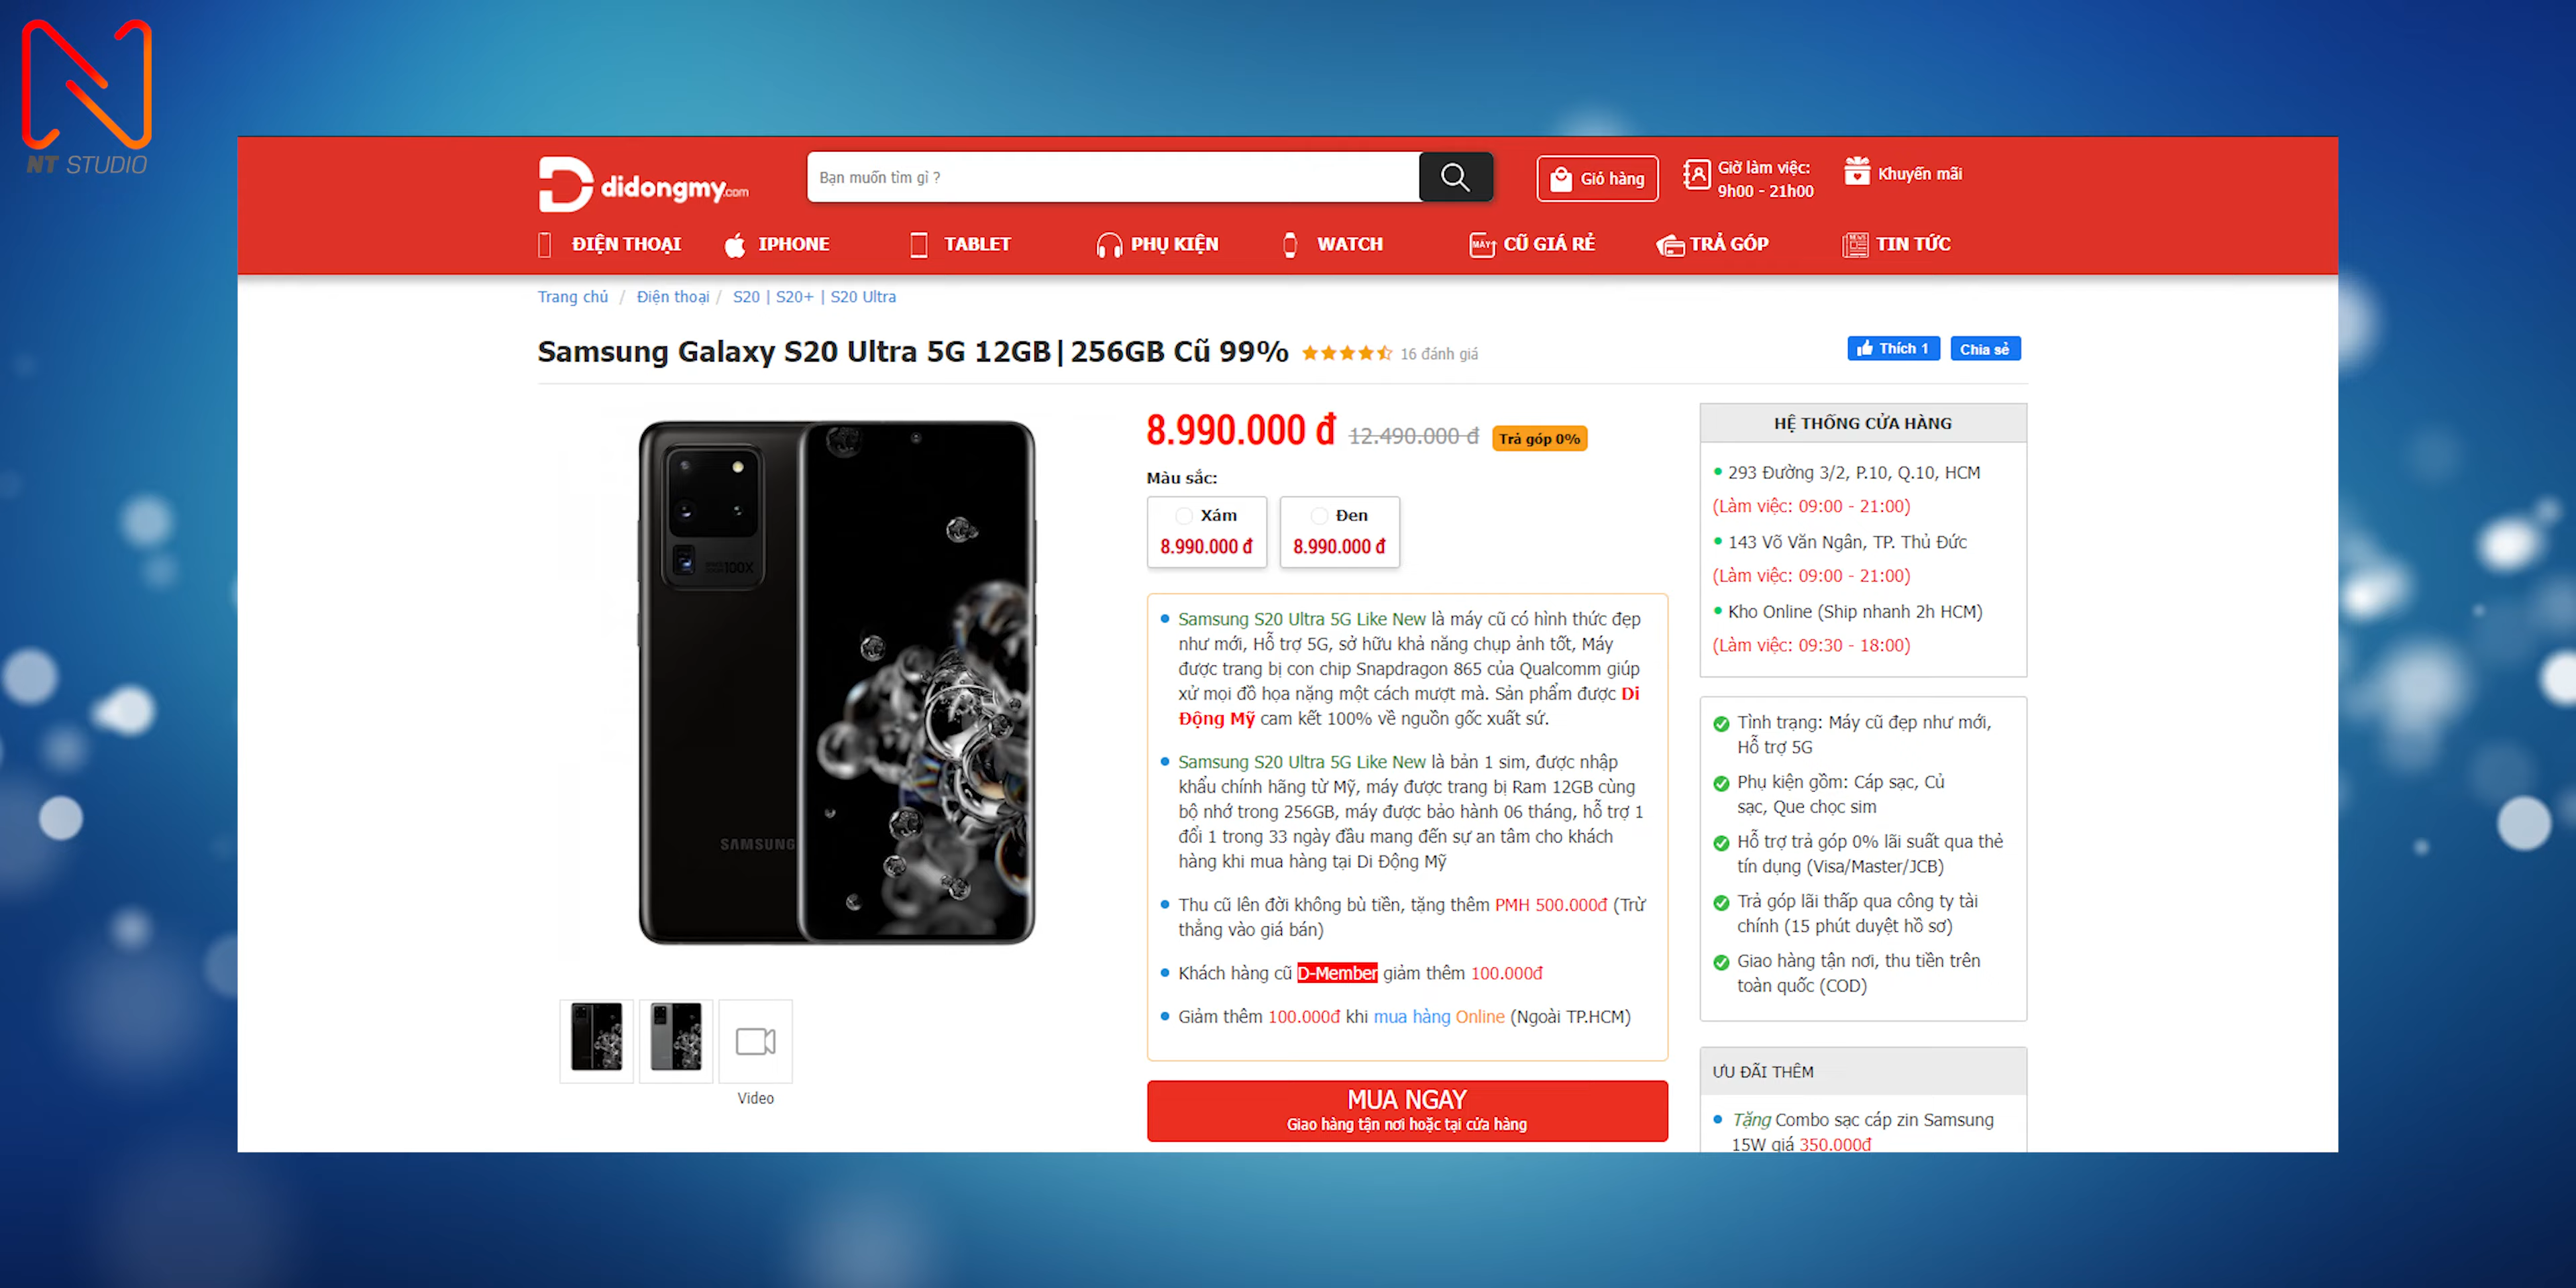 NT STUDIO
didongmy.com
Bạn muốn tìm gì ?
Giỏ hàng
Giờ làm việc:
9h00 - 21h00
Khuyến mãi
ĐIỆN THOẠI
IPHONE
TABLET
PHỤ KIỆN
WATCH
MÁY CŨ GIÁ RẺ
TRẢ GÓP
TIN TỨC
Trang chủ / Điện thoại / S20 | S20+ | S20 Ultra
Samsung Galaxy S20 Ultra 5G 12GB|256GB Cũ 99%
16 đánh giá
Thích 1
Chia sẻ
100X
SAMSUNG
Video
8.990.000 đ 12.490.000 đ Trả góp 0%
Màu sắc:
Xám
8.990.000 đ
Đen
8.990.000 đ
Samsung S20 Ultra 5G Like New là máy cũ có hình thức đẹp
như mới, Hỗ trợ 5G, sở hữu khả năng chụp ảnh tốt, Máy
được trang bị con chip Snapdragon 865 của Qualcomm giúp
xử mọi đồ họa nặng một cách mượt mà. Sản phẩm được Di
Động Mỹ cam kết 100% về nguồn gốc xuất sứ.
Samsung S20 Ultra 5G Like New là bản 1 sim, được nhập
khẩu chính hãng từ Mỹ, máy được trang bị Ram 12GB cùng
bộ nhớ trong 256GB, máy được bảo hành 06 tháng, hỗ trợ 1
đổi 1 trong 33 ngày đầu mang đến sự an tâm cho khách
hàng khi mua hàng tại Di Động Mỹ
Thu cũ lên đời không bù tiền, tặng thêm PMH 500.000đ (Trừ
thẳng vào giá bán)
Khách hàng cũ D-Member giảm thêm 100.000đ
Giảm thêm 100.000đ khi mua hàng Online (Ngoài TP.HCM)
MUA NGAY
Giao hàng tận nơi hoặc tại cửa hàng
HỆ THỐNG CỬA HÀNG
293 Đường 3/2, P.10, Q.10, HCM
(Làm việc: 09:00 - 21:00)
143 Võ Văn Ngân, TP. Thủ Đức
(Làm việc: 09:00 - 21:00)
Kho Online (Ship nhanh 2h HCM)
(Làm việc: 09:30 - 18:00)
Tình trạng: Máy cũ đẹp như mới,
Hỗ trợ 5G
Phụ kiện gồm: Cáp sạc, Củ
sạc, Que chọc sim
Hỗ trợ trả góp 0% lãi suất qua thẻ
tín dụng (Visa/Master/JCB)
Trả góp lãi thấp qua công ty tài
chính (15 phút duyệt hồ sơ)
Giao hàng tận nơi, thu tiền trên
toàn quốc (COD)
ƯU ĐÃI THÊM
Tặng Combo sạc cáp zin Samsung
15W giá 350.000đ